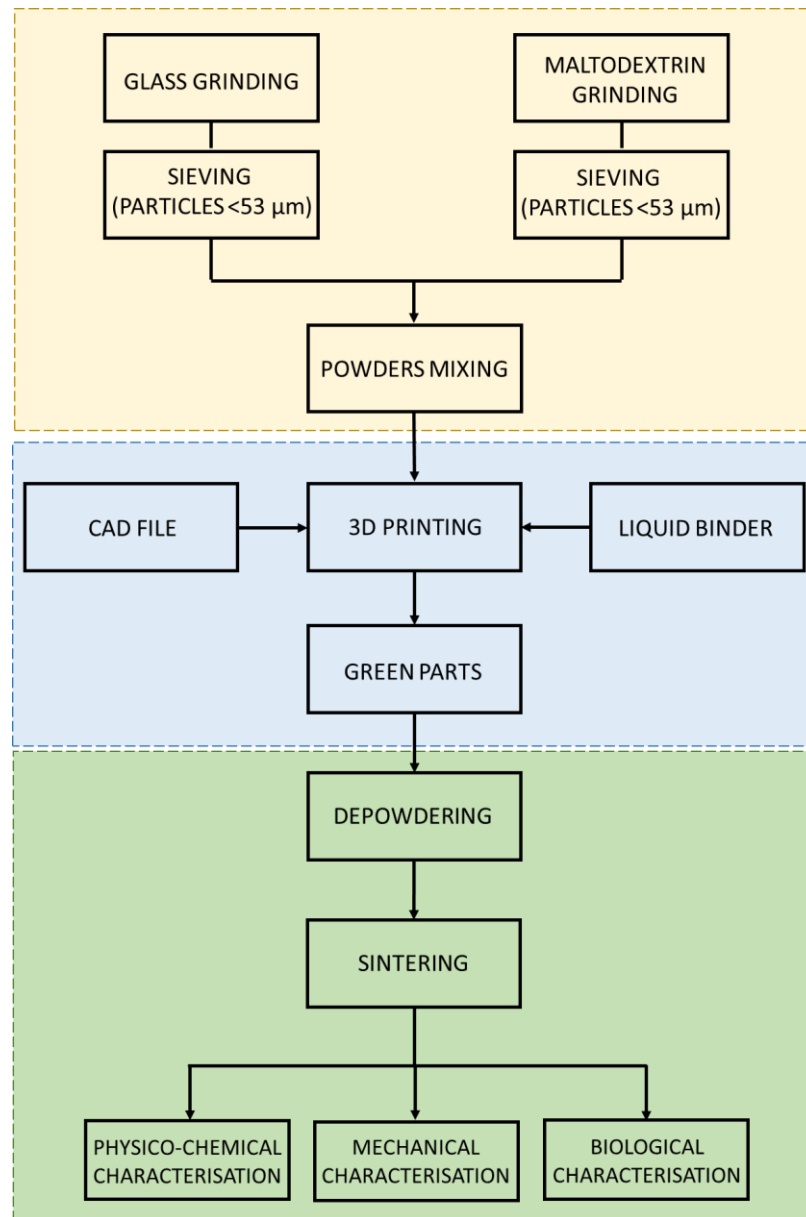 GLASS GRINDING
MALTODEXTRIN
GRINDING
SIEVING
(PARTICLES <53 µm)
SIEVING
(PARTICLES <53 µm)
POWDERS MIXING
CAD FILE
3D PRINTING
LIQUID BINDER
GREEN PARTS
DEPOWDERING
SINTERING
PHYSICO-CHEMICAL
CHARACTERISATION
MECHANICAL
CHARACTERISATION
BIOLOGICAL
CHARACTERISATION